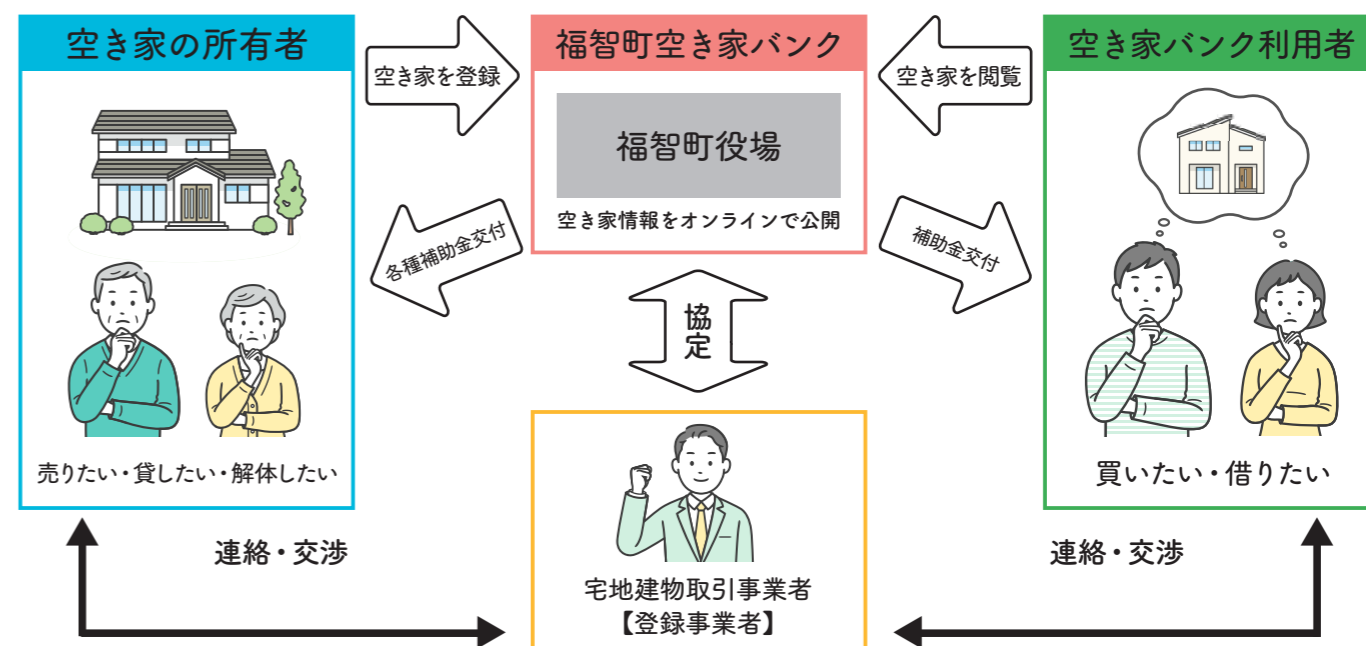 空き家の所有者
空き家を登録
福智町空き家バンク
空き家を閲覧
空き家バンク利用者
福智町役場
空き家情報をオンラインで公開
各種補助金交付
補助金交付
協定
売りたい・貸したい・解体したい
買いたい・借りたい
連絡・交渉
連絡・交渉
宅地建物取引事業者
【登録事業者】